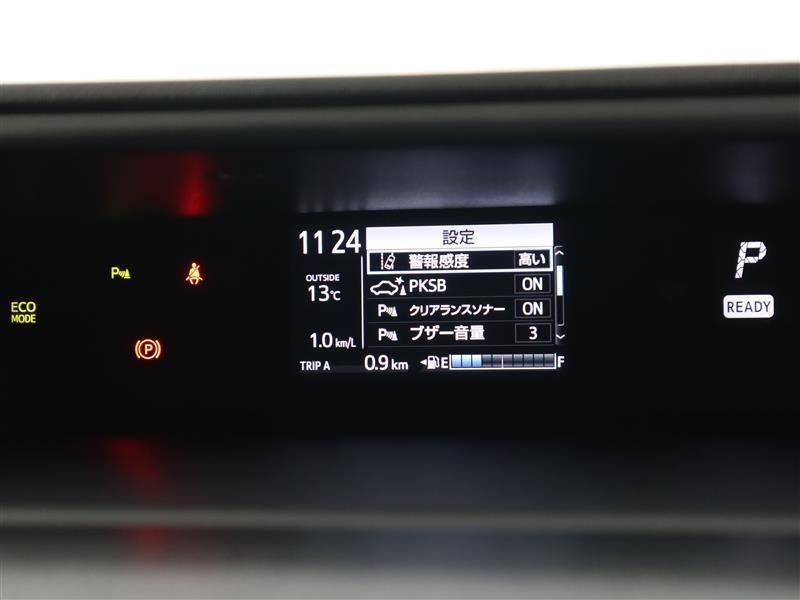 11 24
設定
警報感度 高い
OUTSIDE
13℃
PKSB ON
クリアランスソナー ON
ブザー音量 3
1.0 km/L
TRIP A 0.9 km
E F
P
ECO
MODE
P
P
READY